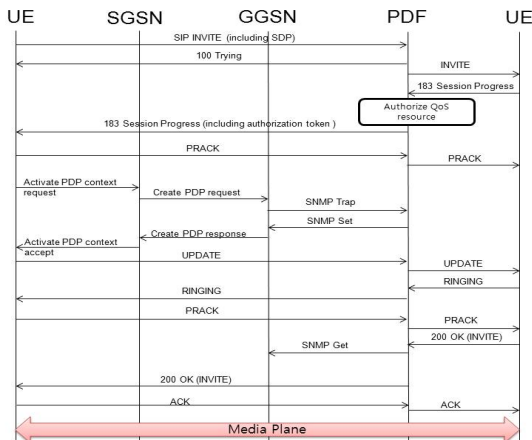 UE SGSN GGSN PDF UE
SIP INVITE (including SDP)
100 Trying
INVITE
183 Session Progress
Authorize QoS
resource
183 Session Progress (including authorization token )
PRACK
PRACK
Activate PDP context
request
Create PDP request
SNMP Trap
SNMP Set
Create PDP response
Activate PDP context
accept
UPDATE
UPDATE
RINGING
RINGING
PRACK
PRACK
200 OK (INVITE)
SNMP Get
200 OK (INVITE)
ACK
ACK
Media Plane